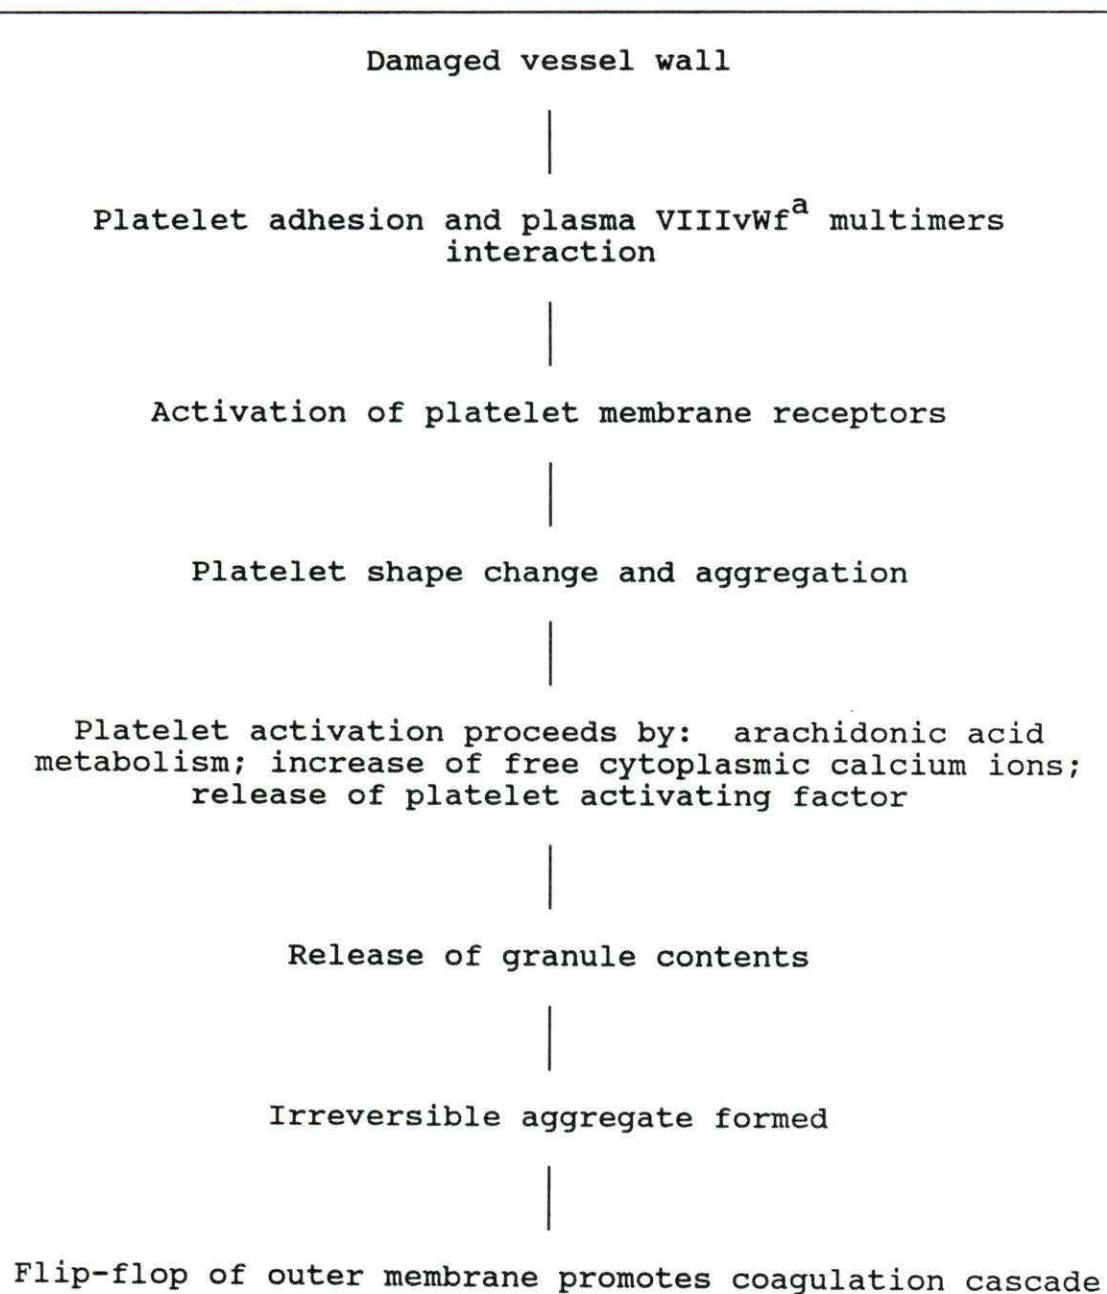 Damaged vessel wall
Platelet adhesion and plasma VIIIvWfᵃ multimers
interaction
Activation of platelet membrane receptors
Platelet shape change and aggregation
Platelet activation proceeds by: arachidonic acid
metabolism; increase of free cytoplasmic calcium ions;
release of platelet activating factor
Release of granule contents
Irreversible aggregate formed
Flip-flop of outer membrane promotes coagulation cascade